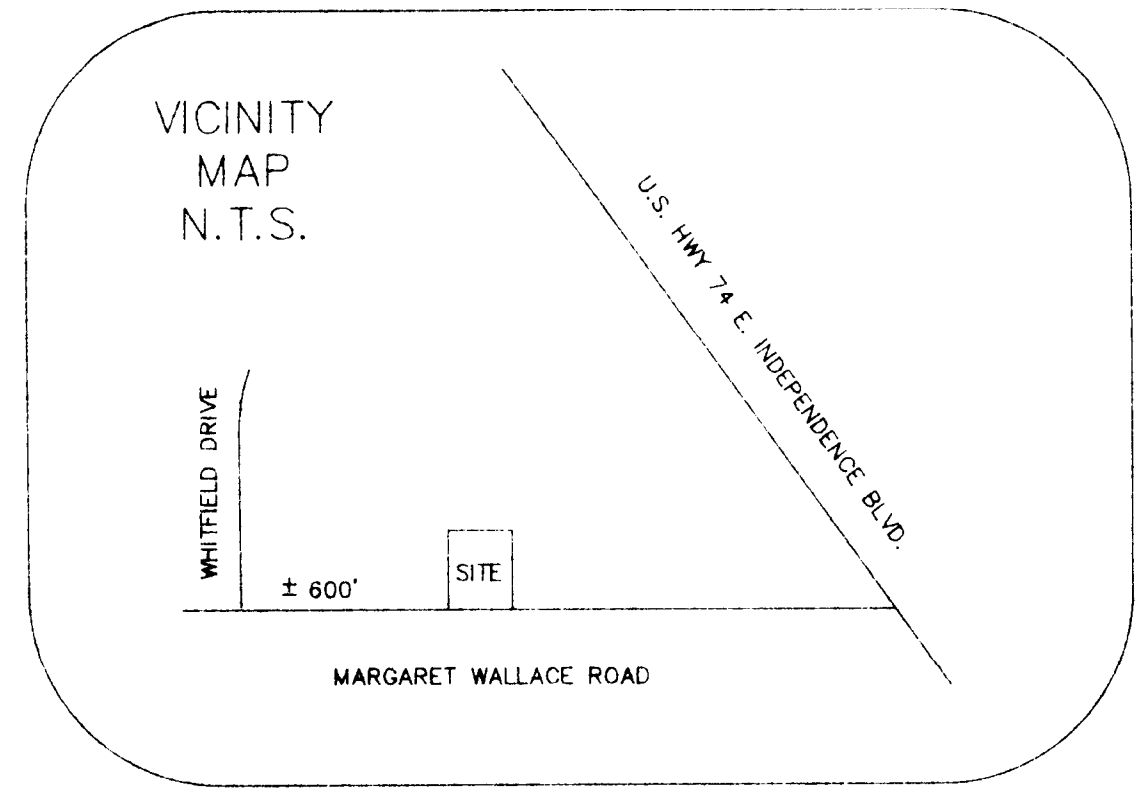 VICINITY
MAP
N.T.S.
U.S. HWY 74 E. INDEPENDENCE BLVD.
WHITFIELD DRIVE
± 600'
SITE
MARGARET WALLACE ROAD